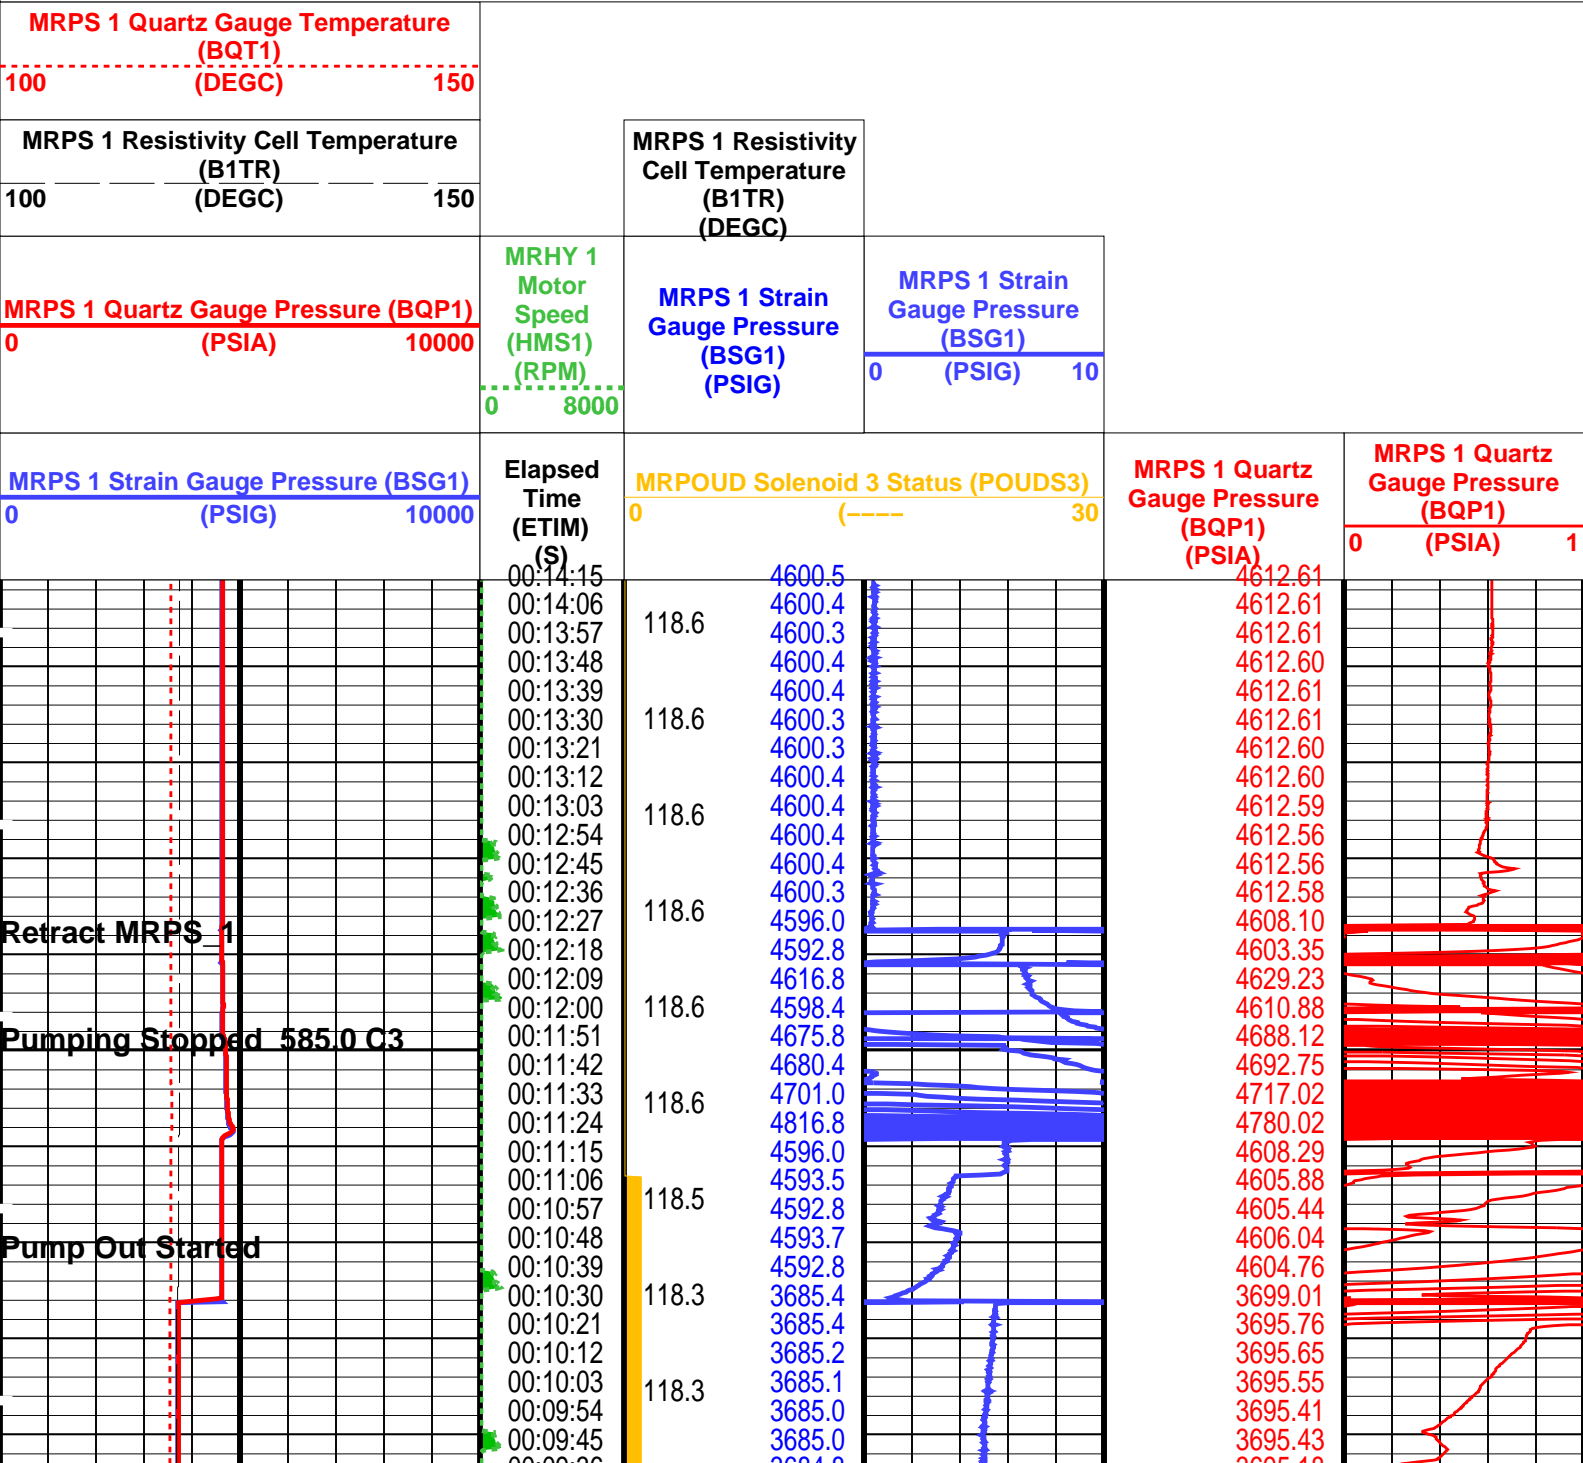 MRPS 1 Quartz Gauge Temperature
(BQT1)
100 (DEGC) 150
MRPS 1 Resistivity Cell Temperature
(B1TR)
100 (DEGC) 150
MRPS 1 Resistivity
Cell Temperature
(B1TR)
(DEGC)
MRPS 1 Quartz Gauge Pressure (BQP1)
0 (PSIA) 10000
MRHY 1
Motor
Speed
(HMS1)
(RPM)
0 8000
MRPS 1 Strain
Gauge Pressure
(BSG1)
(PSIG)
MRPS 1 Strain
Gauge Pressure
(BSG1)
0 (PSIG) 10
MRPS 1 Strain Gauge Pressure (BSG1)
0 (PSIG) 10000
Elapsed
Time
(ETIM)
(S)
MRPOUD Solenoid 3 Status (POUDS3)
0 (---- 30
MRPS 1 Quartz
Gauge Pressure
(BQP1)
(PSIA)
MRPS 1 Quartz
Gauge Pressure
(BQP1)
0 (PSIA) 1
00:14:15 4600.5 4612.61
00:14:06 4600.4 4612.61
118.6
00:13:57 4600.3 4612.61
00:13:48 4600.4 4612.60
00:13:39 4600.4 4612.61
00:13:30 118.6 4600.3 4612.61
00:13:21 4600.3 4612.60
00:13:12 4600.4 4612.60
00:13:03 4600.4 4612.59
118.6
00:12:54 4600.4 4612.56
00:12:45 4600.4 4612.56
00:12:36 4600.3 4612.58
118.6
00:12:27 4596.0 4608.10
Retract MRPS_1
00:12:18 4592.8 4603.35
00:12:09 4616.8 4629.23
00:12:00 118.6 4598.4 4610.88
Pumping Stopped 585.0 C3
00:11:51 4675.8 4688.12
00:11:42 4680.4 4692.75
00:11:33 4701.0 4717.02
118.6
00:11:24 4816.8 4780.02
00:11:15 4596.0 4608.29
00:11:06 4593.5 4605.88
118.5
00:10:57 4592.8 4605.44
00:10:48 4593.7 4606.04
Pump Out Started
00:10:39 4592.8 4604.76
00:10:30 118.3 3685.4 3699.01
00:10:21 3685.4 3695.76
00:10:12 3685.2 3695.65
00:10:03 118.3 3685.1 3695.55
00:09:54 3685.0 3695.41
00:09:45 3685.0 3695.43